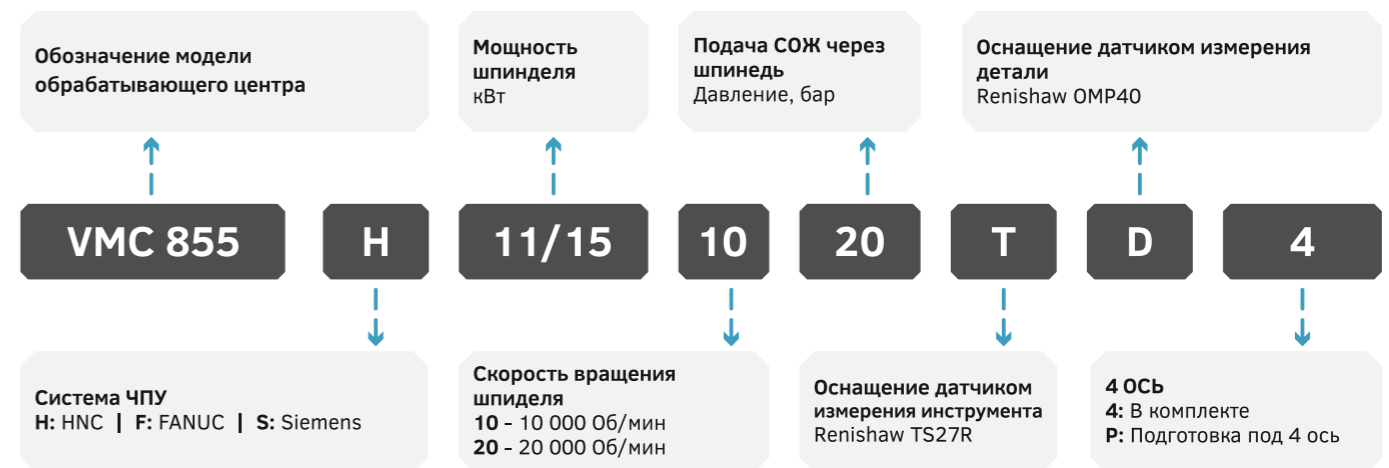 Обозначение модели
обрабатывающего центра
Мощность
шпинделя
кВт
Подача СОЖ через
шпинедь
Давление, бар
Оснащение датчиком измерения
детали
Renishaw OMP40
VMC 855
H
11/15
10
20
T
D
4
Система ЧПУ
H: HNC | F: FANUC | S: Siemens
Скорость вращения
шпиделя
10 - 10 000 Об/мин
20 - 20 000 Об/мин
Оснащение датчиком
измерения инструмента
Renishaw TS27R
4 ОСЬ
4: В комплекте
P: Подготовка под 4 ось